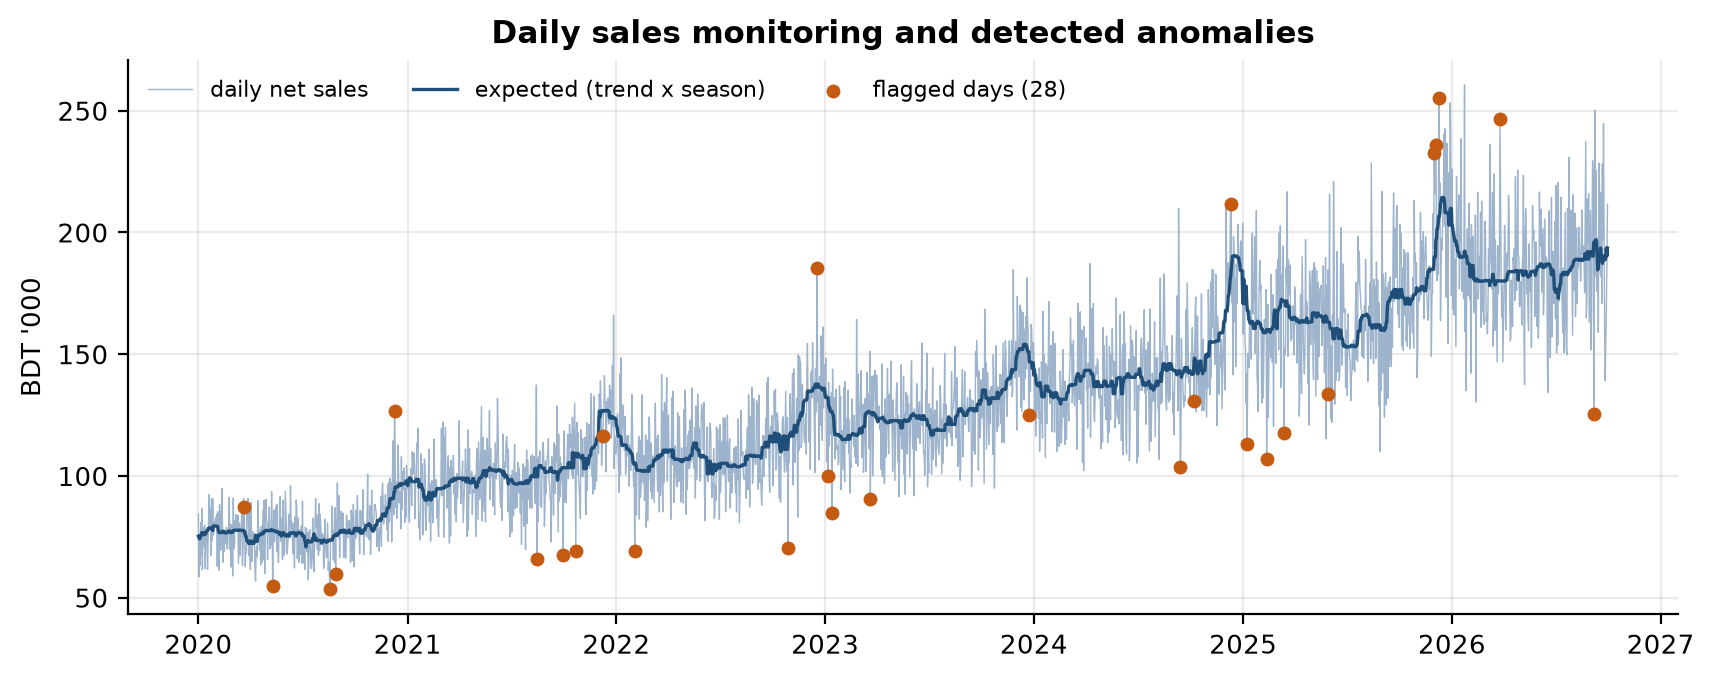 Daily sales monitoring and detected anomalies
daily net sales
expected (trend x season)
flagged days (28)
BDT '000
250
200
150
100
50
2020
2021
2022
2023
2024
2025
2026
2027